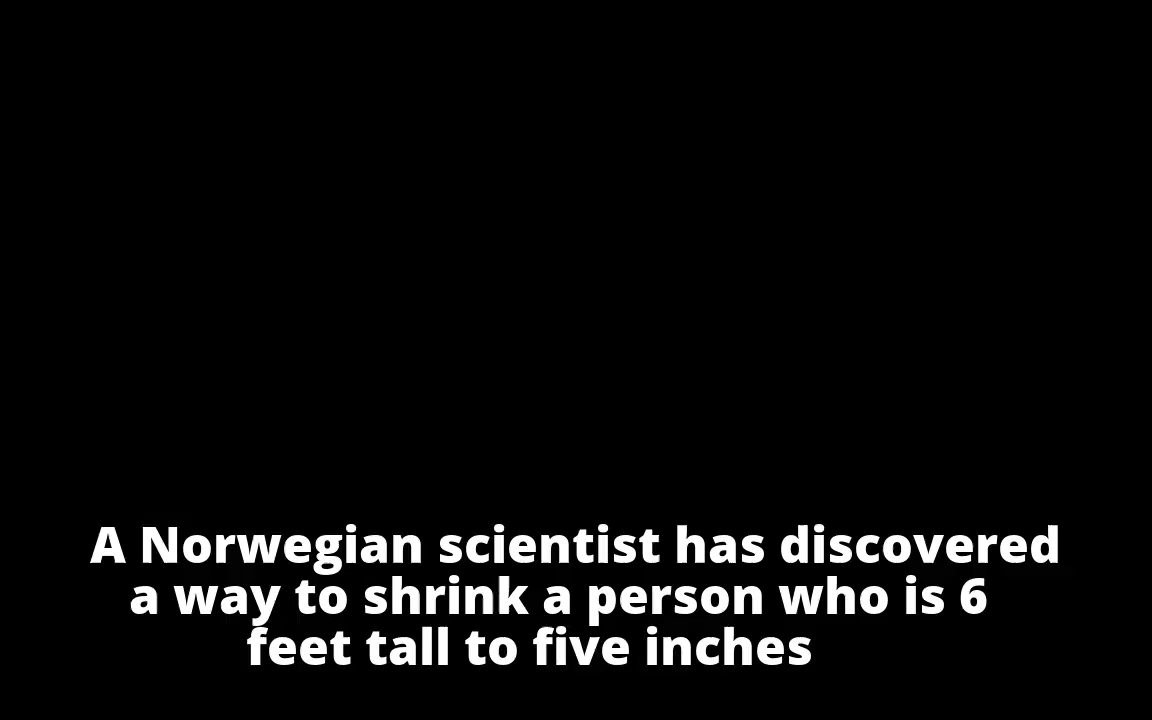 A Norwegian scientist has discovered
a way to shrink a person who is 6
feet tall to five inches